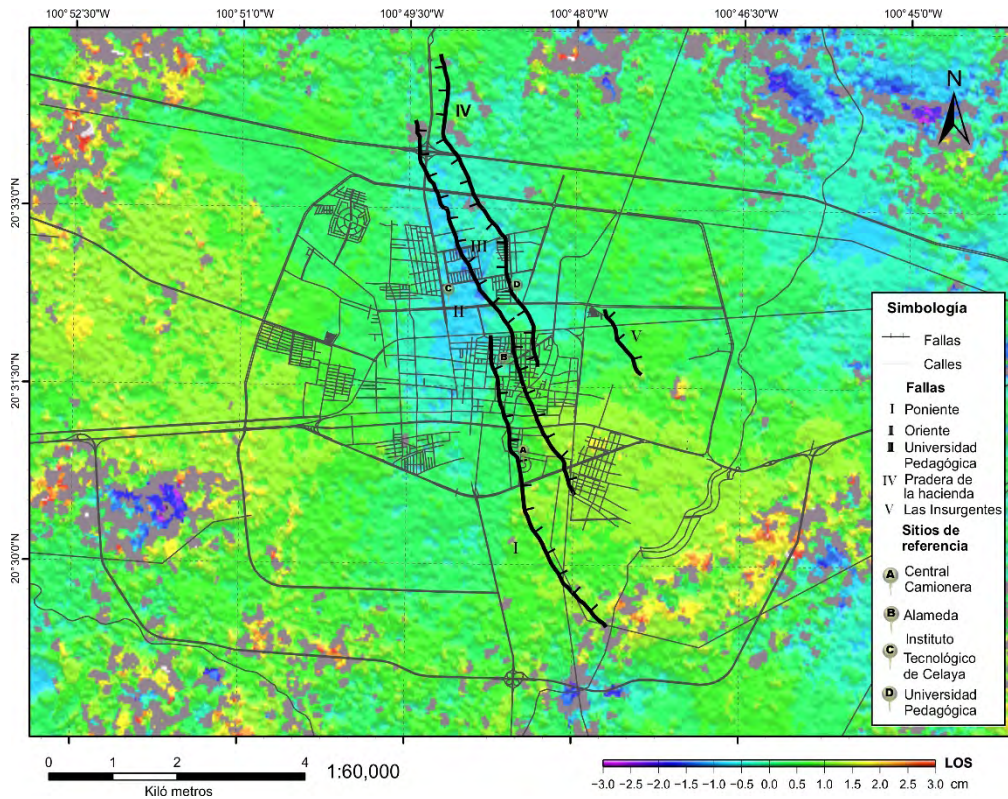 100°52'30"W 100°51'0"W 100°49'30"W 100°48'0"W 100°46'30"W 100°45'0"W
N
IV
20°33'0"N
III
C
D
II
V
B
20°31'30"N
A
20°30'0"N
I
Simbología
Fallas
Calles
Fallas
I Poniente
II Oriente
III Universidad
Pedagógica
IV Pradera de
la hacienda
V Las Insurgentes
Sitios de
referencia
A Central
Camionera
B Alameda
C Instituto
Tecnológico
de Celaya
D Universidad
Pedagógica
0 1 2 4
Kiló metros
1:60,000
LOS
−3.0 −2.5 −2.0 −1.5 −1.0 −0.5 0.0 0.5 1.0 1.5 2.0 2.5 3.0 cm